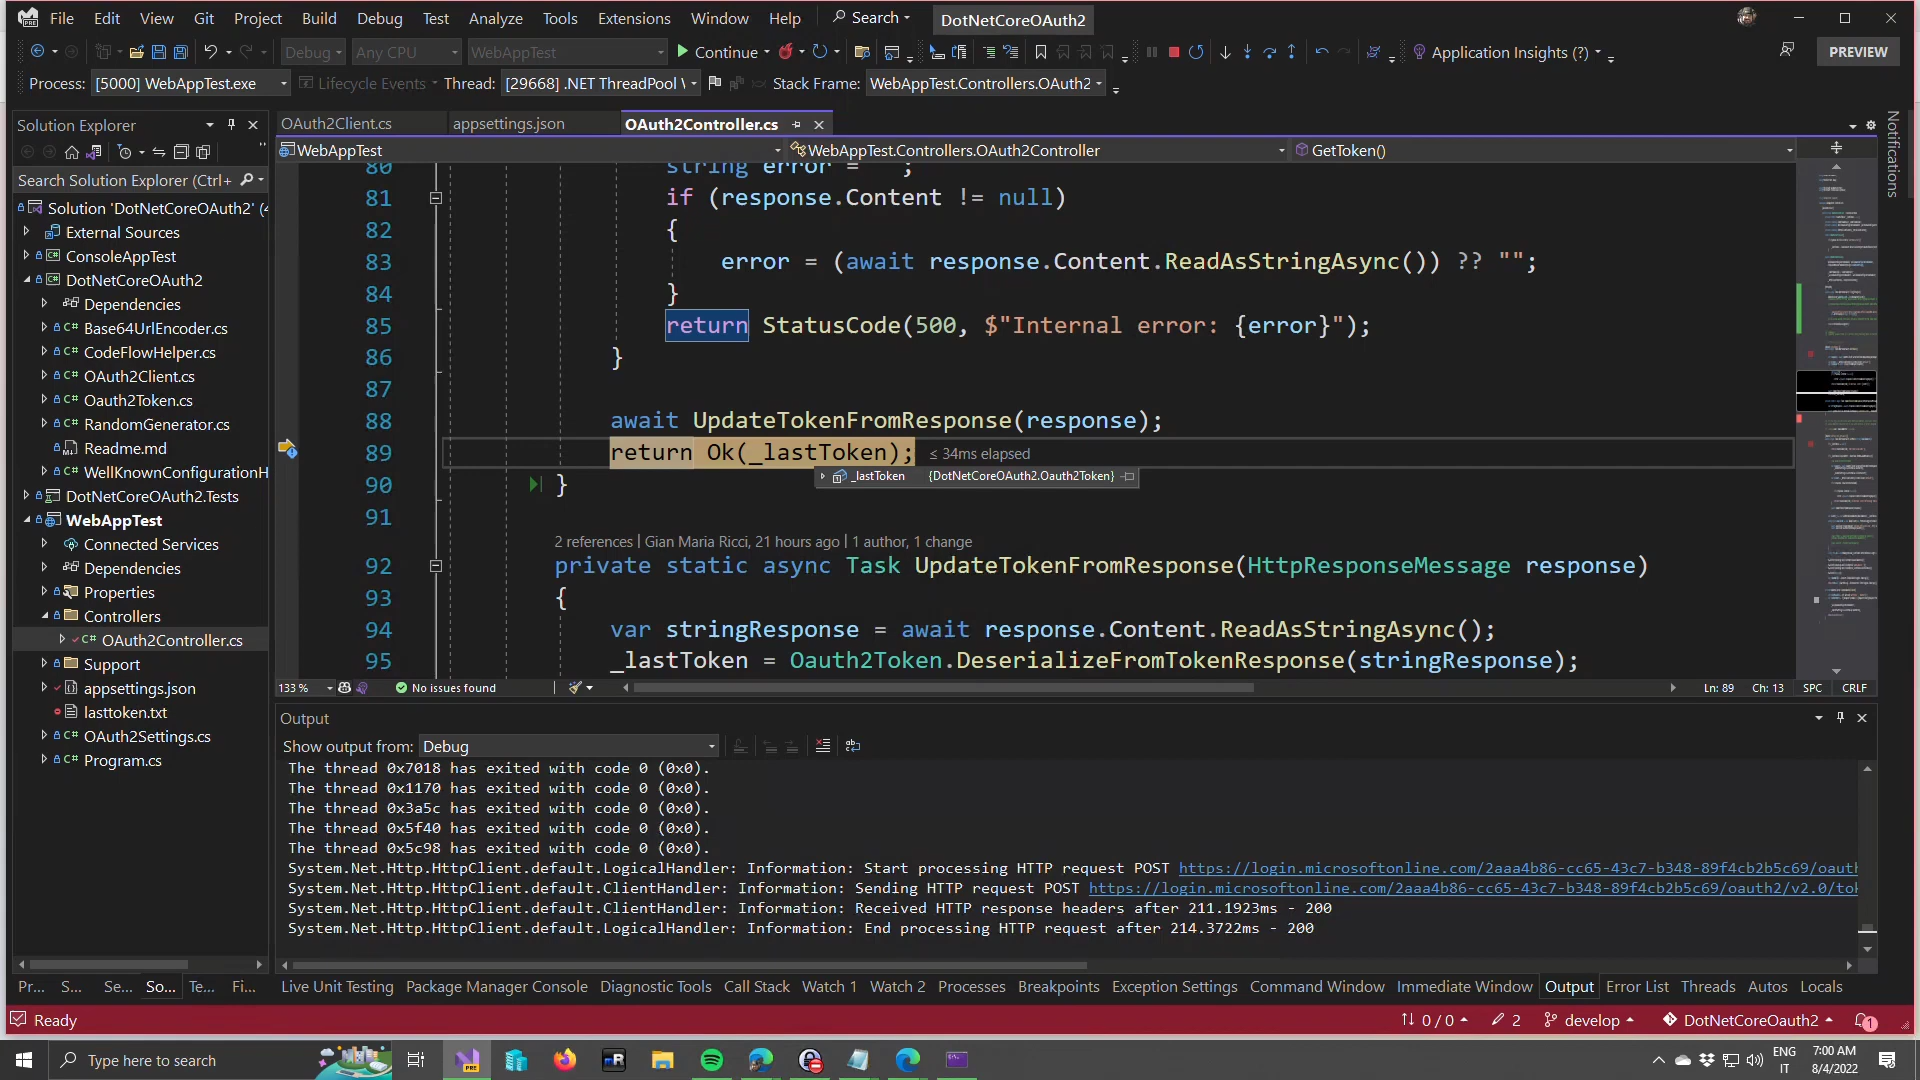 File Edit View Git Project Build Debug Test Analyze Tools Extensions Window Help Search DotNetCoreOAuth2
Debug Any CPU WebAppTest Continue Application Insights (?) PREVIEW
Process: [5000] WebAppTest.exe Lifecycle Events Thread: [29668] .NET ThreadPool Stack Frame: WebAppTest.Controllers.OAuth2
Solution Explorer
Search Solution Explorer (Ctrl+
Solution 'DotNetCoreOAuth2' (4
External Sources
ConsoleAppTest
DotNetCoreOAuth2
Dependencies
Base64UrlEncoder.cs
CodeFlowHelper.cs
OAuth2Client.cs
Oauth2Token.cs
RandomGenerator.cs
Readme.md
WellKnownConfigurationH
DotNetCoreOAuth2.Tests
WebAppTest
Connected Services
Dependencies
Properties
Controllers
OAuth2Controller.cs
Support
appsettings.json
lasttoken.txt
OAuth2Settings.cs
Program.cs
Pr... S... Se... So... Te... Fi...
OAuth2Client.cs appsettings.json OAuth2Controller.cs
WebAppTest WebAppTest.Controllers.OAuth2Controller GetToken()
80 string error = "";
81 if (response.Content != null)
82 {
83 error = (await response.Content.ReadAsStringAsync()) ?? "";
84 }
85 return StatusCode(500, $"Internal error: {error}");
86 }
87
88 await UpdateTokenFromResponse(response);
89 return Ok(_lastToken); ≤ 34ms elapsed
_lastToken {DotNetCoreOAuth2.Oauth2Token}
90 }
91
2 references | Gian Maria Ricci, 21 hours ago | 1 author, 1 change
92 private static async Task UpdateTokenFromResponse(HttpResponseMessage response)
93 {
94 var stringResponse = await response.Content.ReadAsStringAsync();
95 _lastToken = Oauth2Token.DeserializeFromTokenResponse(stringResponse);
133 % No issues found Ln: 89 Ch: 13 SPC CRLF
Notifications
Output
Show output from: Debug
The thread 0x7018 has exited with code 0 (0x0).
The thread 0x1170 has exited with code 0 (0x0).
The thread 0x3a5c has exited with code 0 (0x0).
The thread 0x5f40 has exited with code 0 (0x0).
The thread 0x5c98 has exited with code 0 (0x0).
System.Net.Http.HttpClient.default.LogicalHandler: Information: Start processing HTTP request POST https://login.microsoftonline.com/2aaa4b86-cc65-43c7-b348-89f4cb2b5c69/oauth
System.Net.Http.HttpClient.default.ClientHandler: Information: Sending HTTP request POST https://login.microsoftonline.com/2aaa4b86-cc65-43c7-b348-89f4cb2b5c69/oauth2/v2.0/tok
System.Net.Http.HttpClient.default.ClientHandler: Information: Received HTTP response headers after 211.1923ms - 200
System.Net.Http.HttpClient.default.LogicalHandler: Information: End processing HTTP request after 214.3722ms - 200
Live Unit Testing Package Manager Console Diagnostic Tools Call Stack Watch 1 Watch 2 Processes Breakpoints Exception Settings Command Window Immediate Window Output Error List Threads Autos Locals
Ready 0 / 0 2 develop DotNetCoreOauth2 1
Type here to search ENG 7:00 AM
IT 8/4/2022